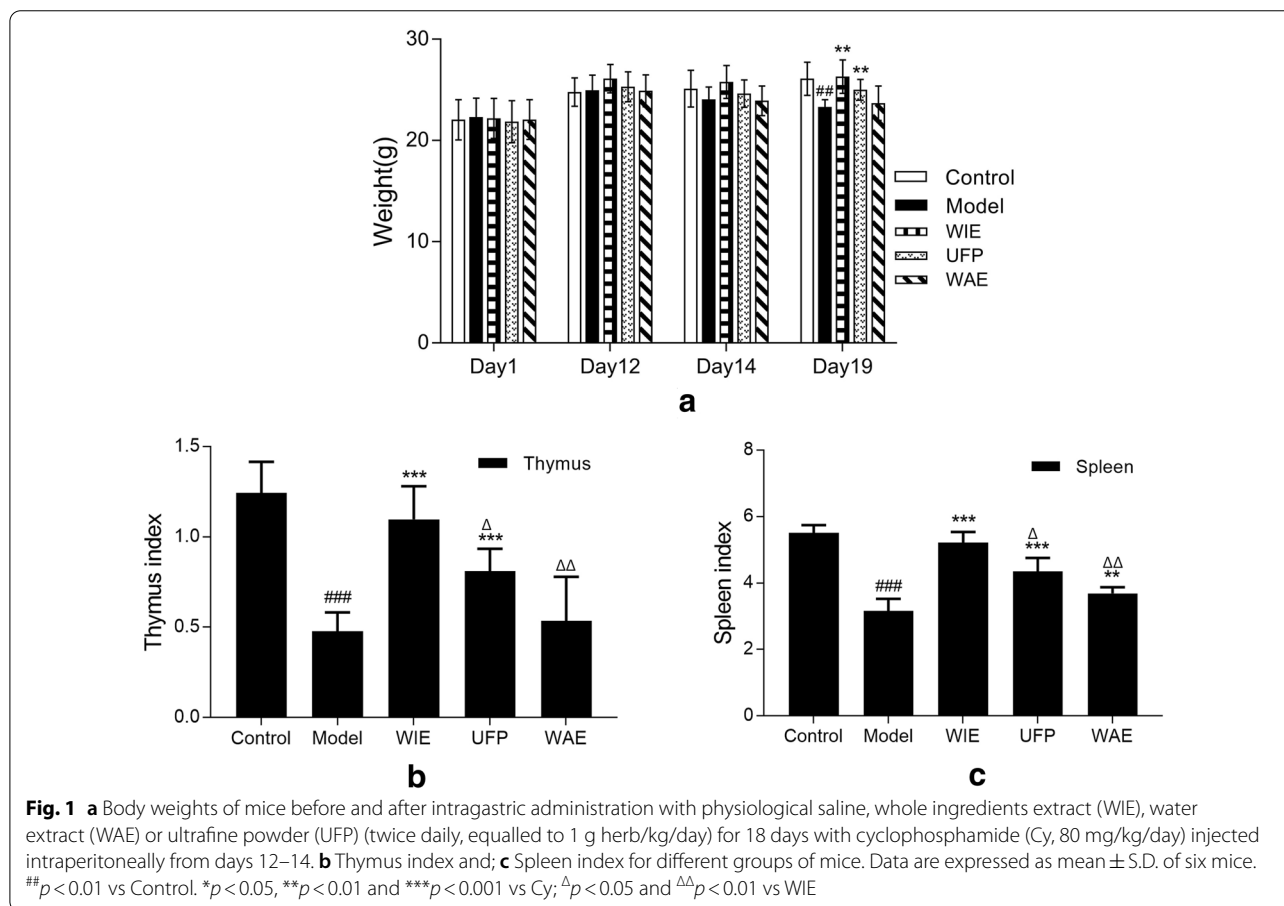 30
20
10
0
Weight(g)
**
**
##
Control
Model
WIE
UFP
WAE
Day1 Day12 Day14 Day19
a
1.5
1.0
0.5
0.0
Thymus index
Thymus
***
Δ
***
ΔΔ
###
Control Model WIE UFP WAE
b
8
6
4
2
0
Spleen index
Spleen
***
Δ
***
ΔΔ
**
###
Control Model WIE UFP WAE
c
Fig. 1 a Body weights of mice before and after intragastric administration with physiological saline, whole ingredients extract (WIE), water
extract (WAE) or ultrafine powder (UFP) (twice daily, equalled to 1 g herb/kg/day) for 18 days with cyclophosphamide (Cy, 80 mg/kg/day) injected
intraperitoneally from days 12–14. b Thymus index and; c Spleen index for different groups of mice. Data are expressed as mean ± S.D. of six mice.
##p < 0.01 vs Control. *p < 0.05, **p < 0.01 and ***p < 0.001 vs Cy; Δp < 0.05 and ΔΔp < 0.01 vs WIE